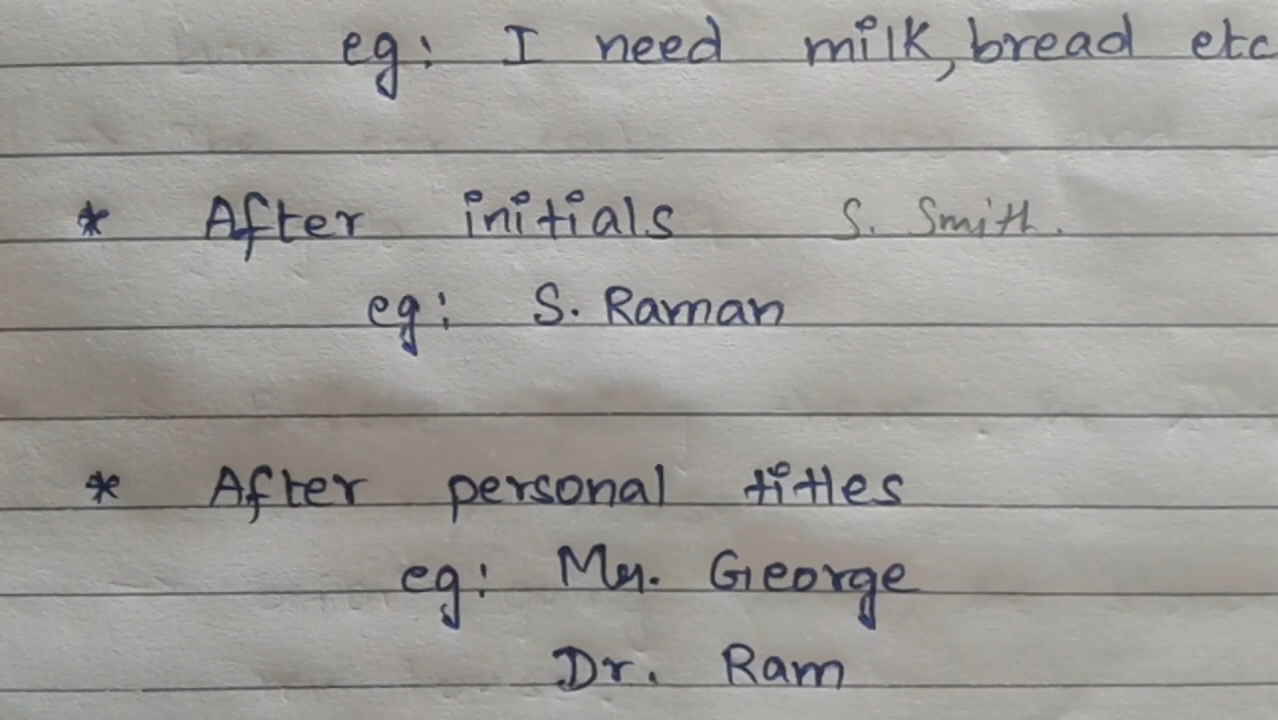 eg: I need milk, bread etc
* After initials S. Smith.
eg: S. Raman
* After personal titles
eg: Mr. George
Dr. Ram